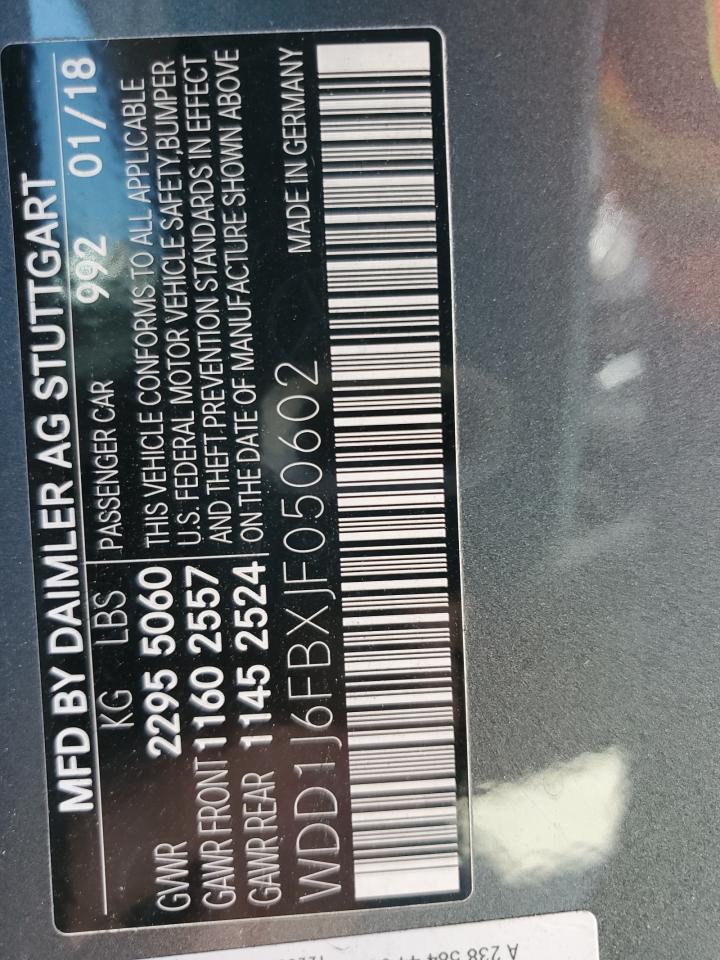 MFD BY DAIMLER AG STUTTGART
KG LBS PASSENGER CAR 992 01/18
GVWR 2295 5060 THIS VEHICLE CONFORMS TO ALL APPLICABLE
U.S. FEDERAL MOTOR VEHICLE SAFETY,BUMPER
GAWR FRONT 1160 2557 AND THEFT PREVENTION STANDARDS IN EFFECT
GAWR REAR 1145 2524 ON THE DATE OF MANUFACTURE SHOWN ABOVE
WDD1J6FBXJF050602 MADE IN GERMANY
A 238 584